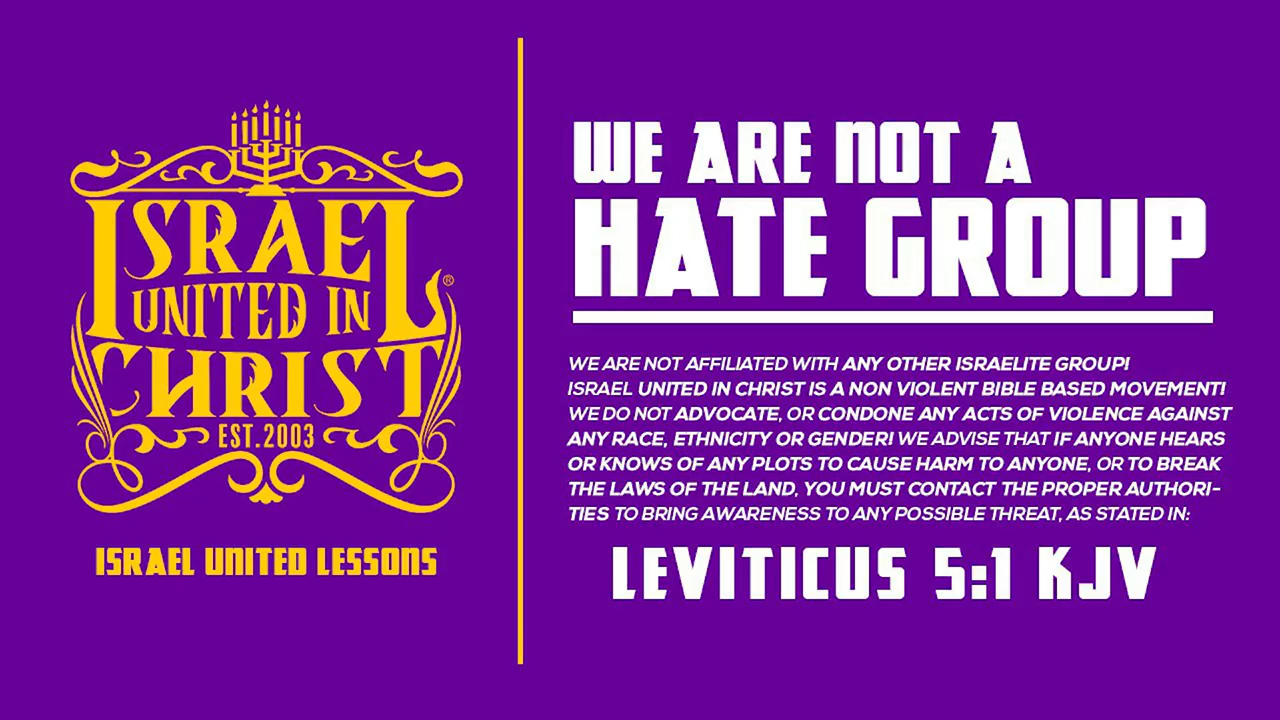 ISRAEL
UNITED IN
CHRIST
®
EST.2003
ISRAEL UNITED LESSONS
WE ARE NOT A
HATE GROUP
WE ARE NOT AFFILIATED WITH ANY OTHER ISRAELITE GROUP!
ISRAEL UNITED IN CHRIST IS A NON VIOLENT BIBLE BASED MOVEMENT!
WE DO NOT ADVOCATE, OR CONDONE ANY ACTS OF VIOLENCE AGAINST
ANY RACE, ETHNICITY OR GENDER! WE ADVISE THAT IF ANYONE HEARS
OR KNOWS OF ANY PLOTS TO CAUSE HARM TO ANYONE, OR TO BREAK
THE LAWS OF THE LAND, YOU MUST CONTACT THE PROPER AUTHORI-
TIES TO BRING AWARENESS TO ANY POSSIBLE THREAT, AS STATED IN:
LEVITICUS 5:1 KJV